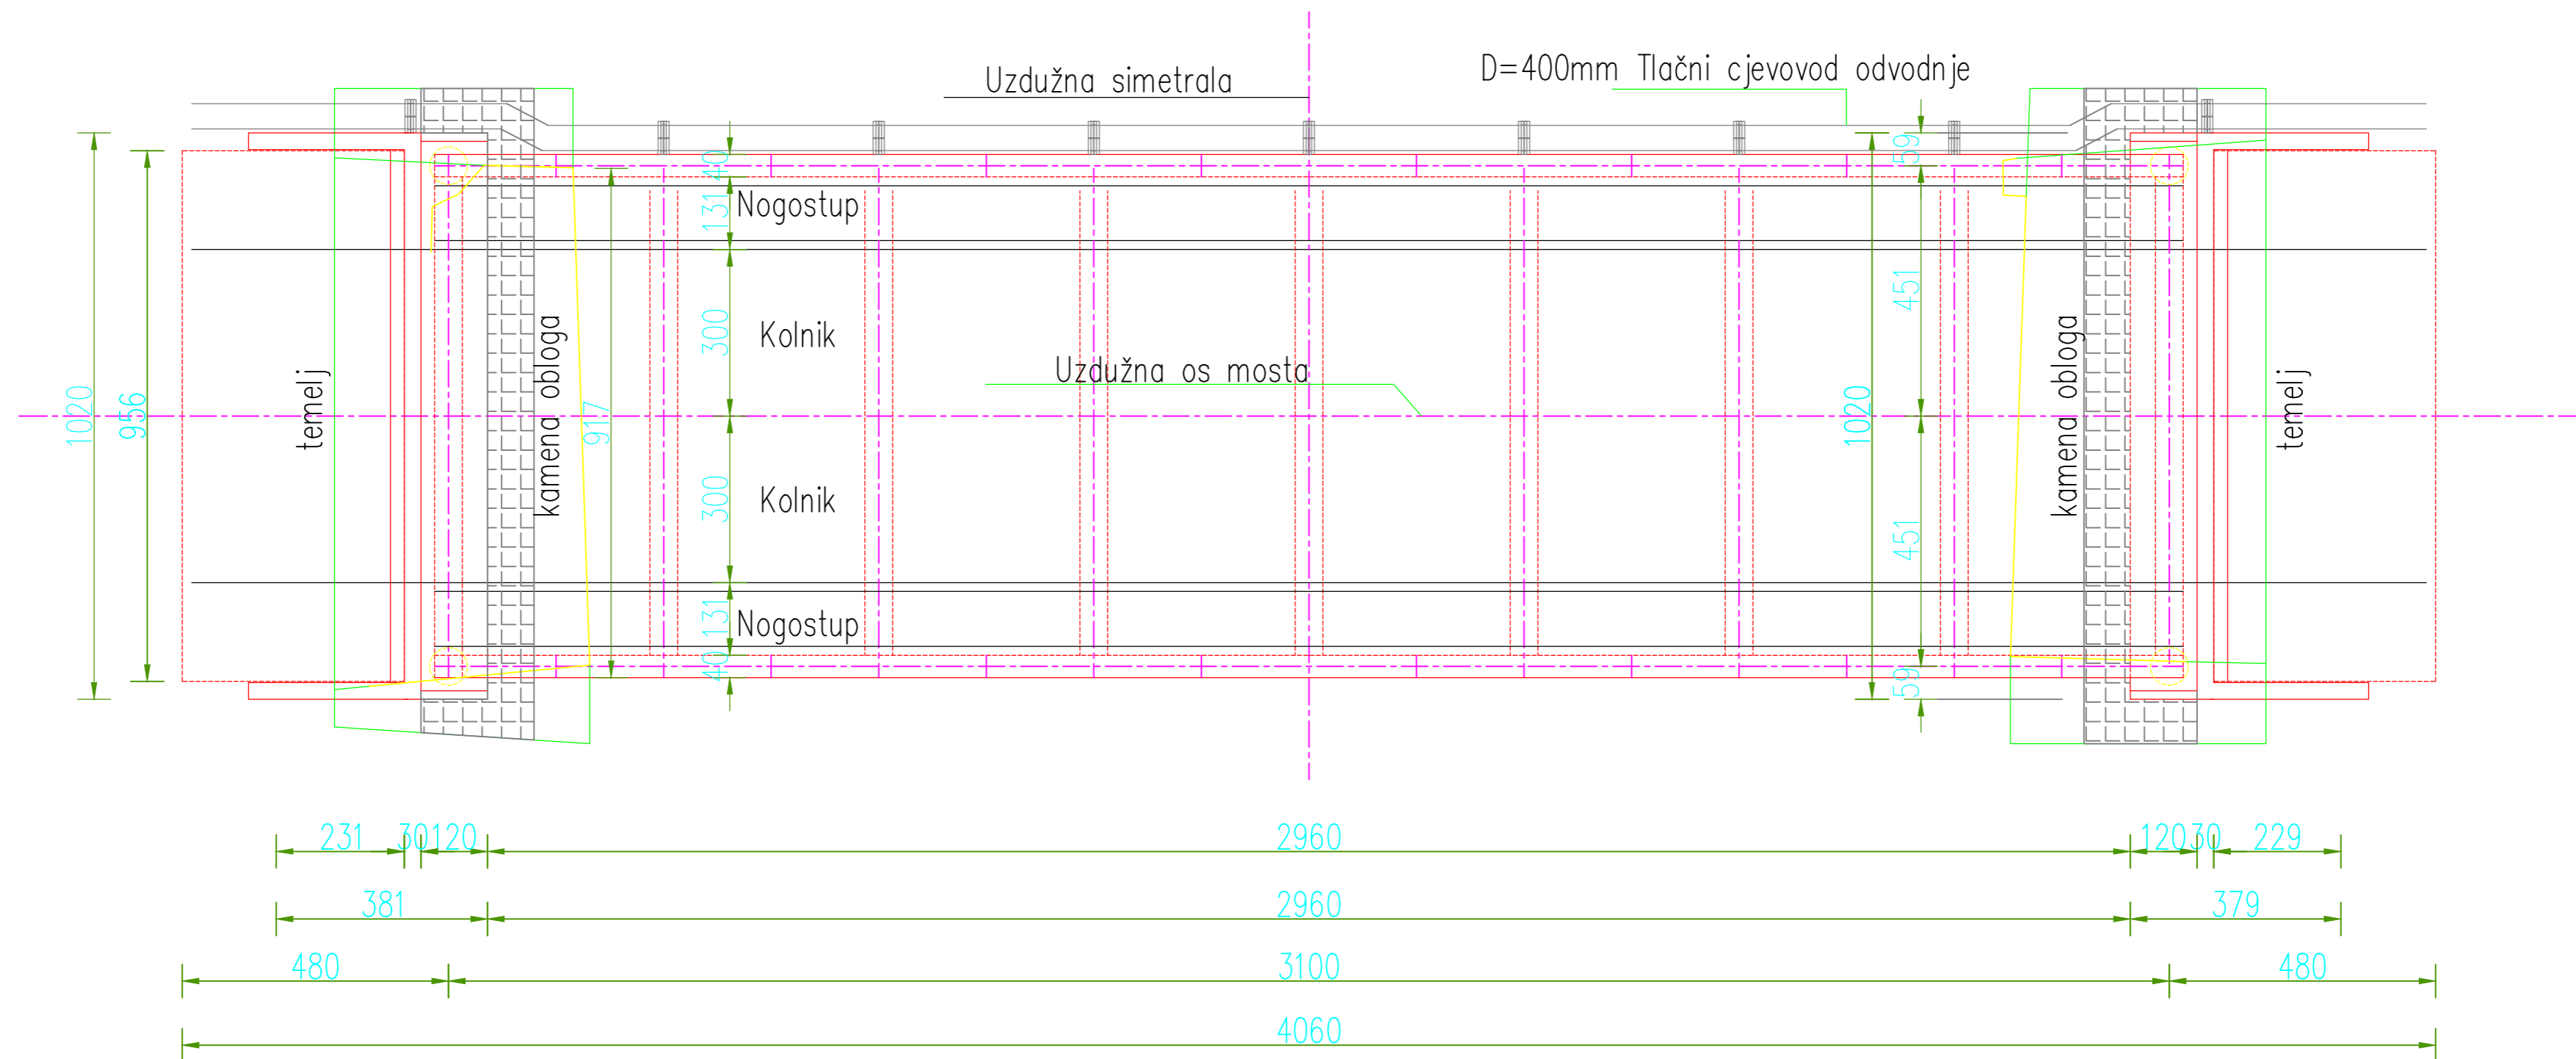 D=400mm Tlačni cjevovod odvodnje
Uzdužna simetrala
59
40
131
Nogostup
451
300
Kolnik
Uzdužna os mosta
1020
956
temelj
kamena obloga
917
1020
kamena obloga
temelj
300
Kolnik
451
131
Nogostup
40
59
231
30
120
2960
120
30
229
381
2960
379
480
3100
480
4060